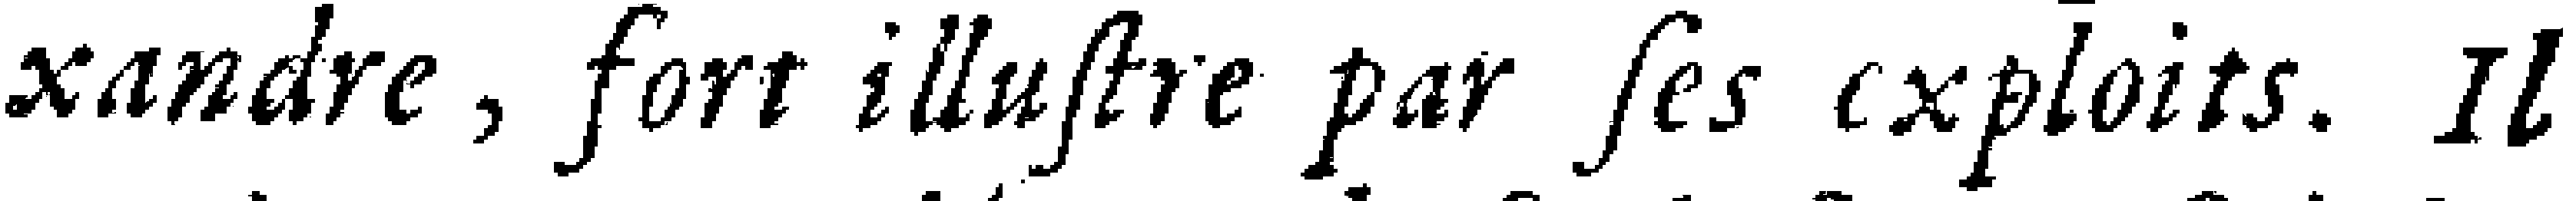 xandre, fort illuſtre par ſes exploits. Il